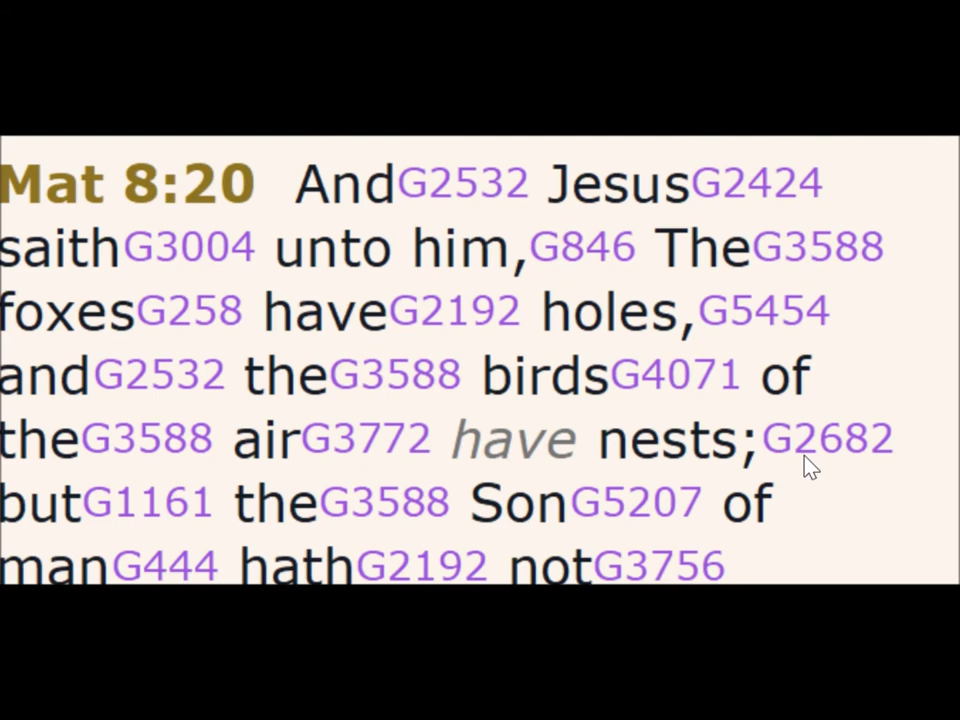 Mat 8:20 AndG2532 JesusG2424
saithG3004 unto him,G846 TheG3588
foxesG258 haveG2192 holes,G5454
andG2532 theG3588 birdsG4071 of
theG3588 airG3772 have nests;G2682
butG1161 theG3588 SonG5207 of
manG444 hathG2192 notG3756